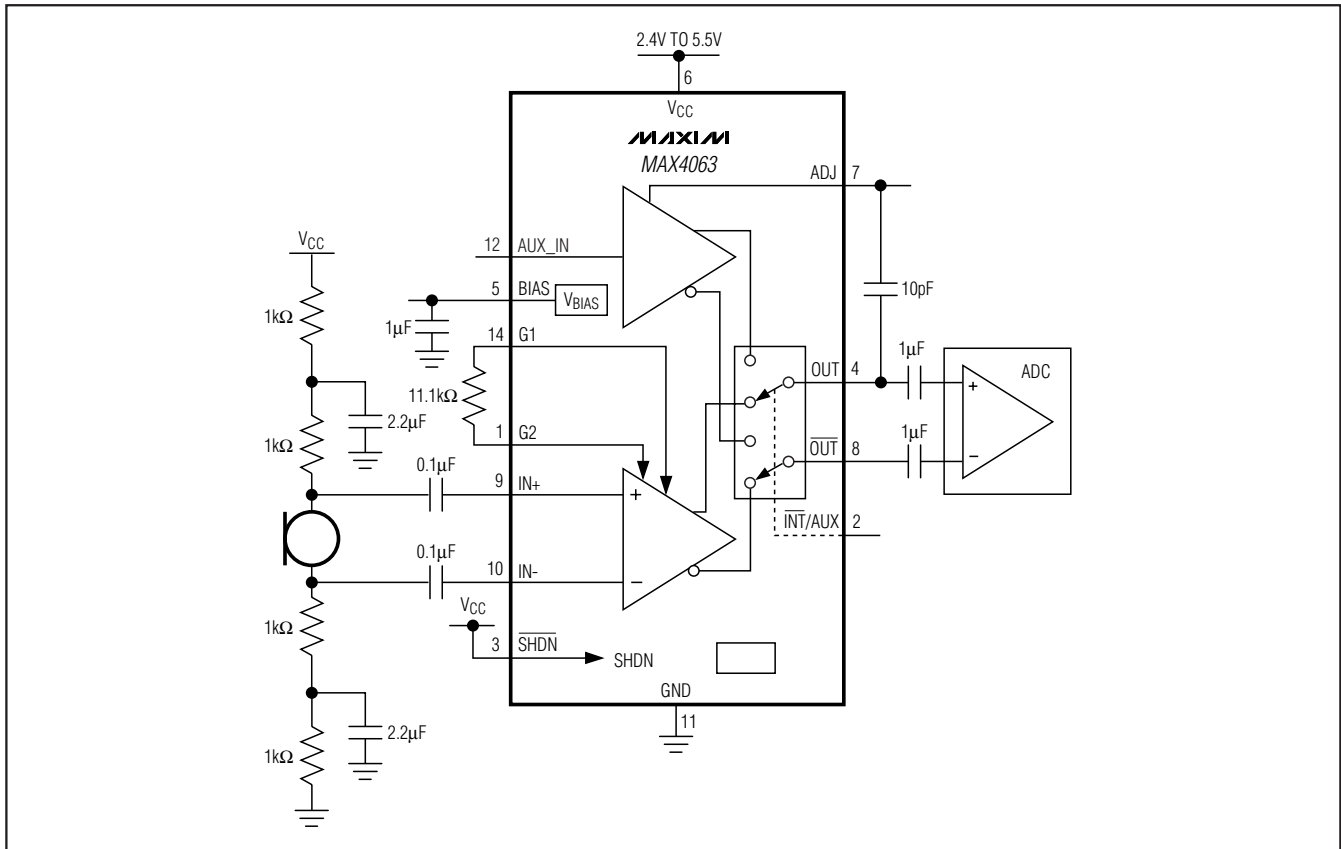 2.4V TO 5.5V
6
VCC
MAXIM
MAX4063
ADJ 7
VCC
12 AUX_IN
5 BIAS
VBIAS
10pF
1kΩ
1µF
14 G1
1µF
ADC
OUT 4
+
11.1kΩ
2.2µF
1kΩ
1 G2
1µF
OUT 8
−
0.1µF
9 IN+
+
INT/AUX 2
0.1µF
10 IN-
−
VCC
1kΩ
3 SHDN
SHDN
GND
11
2.2µF
1kΩ